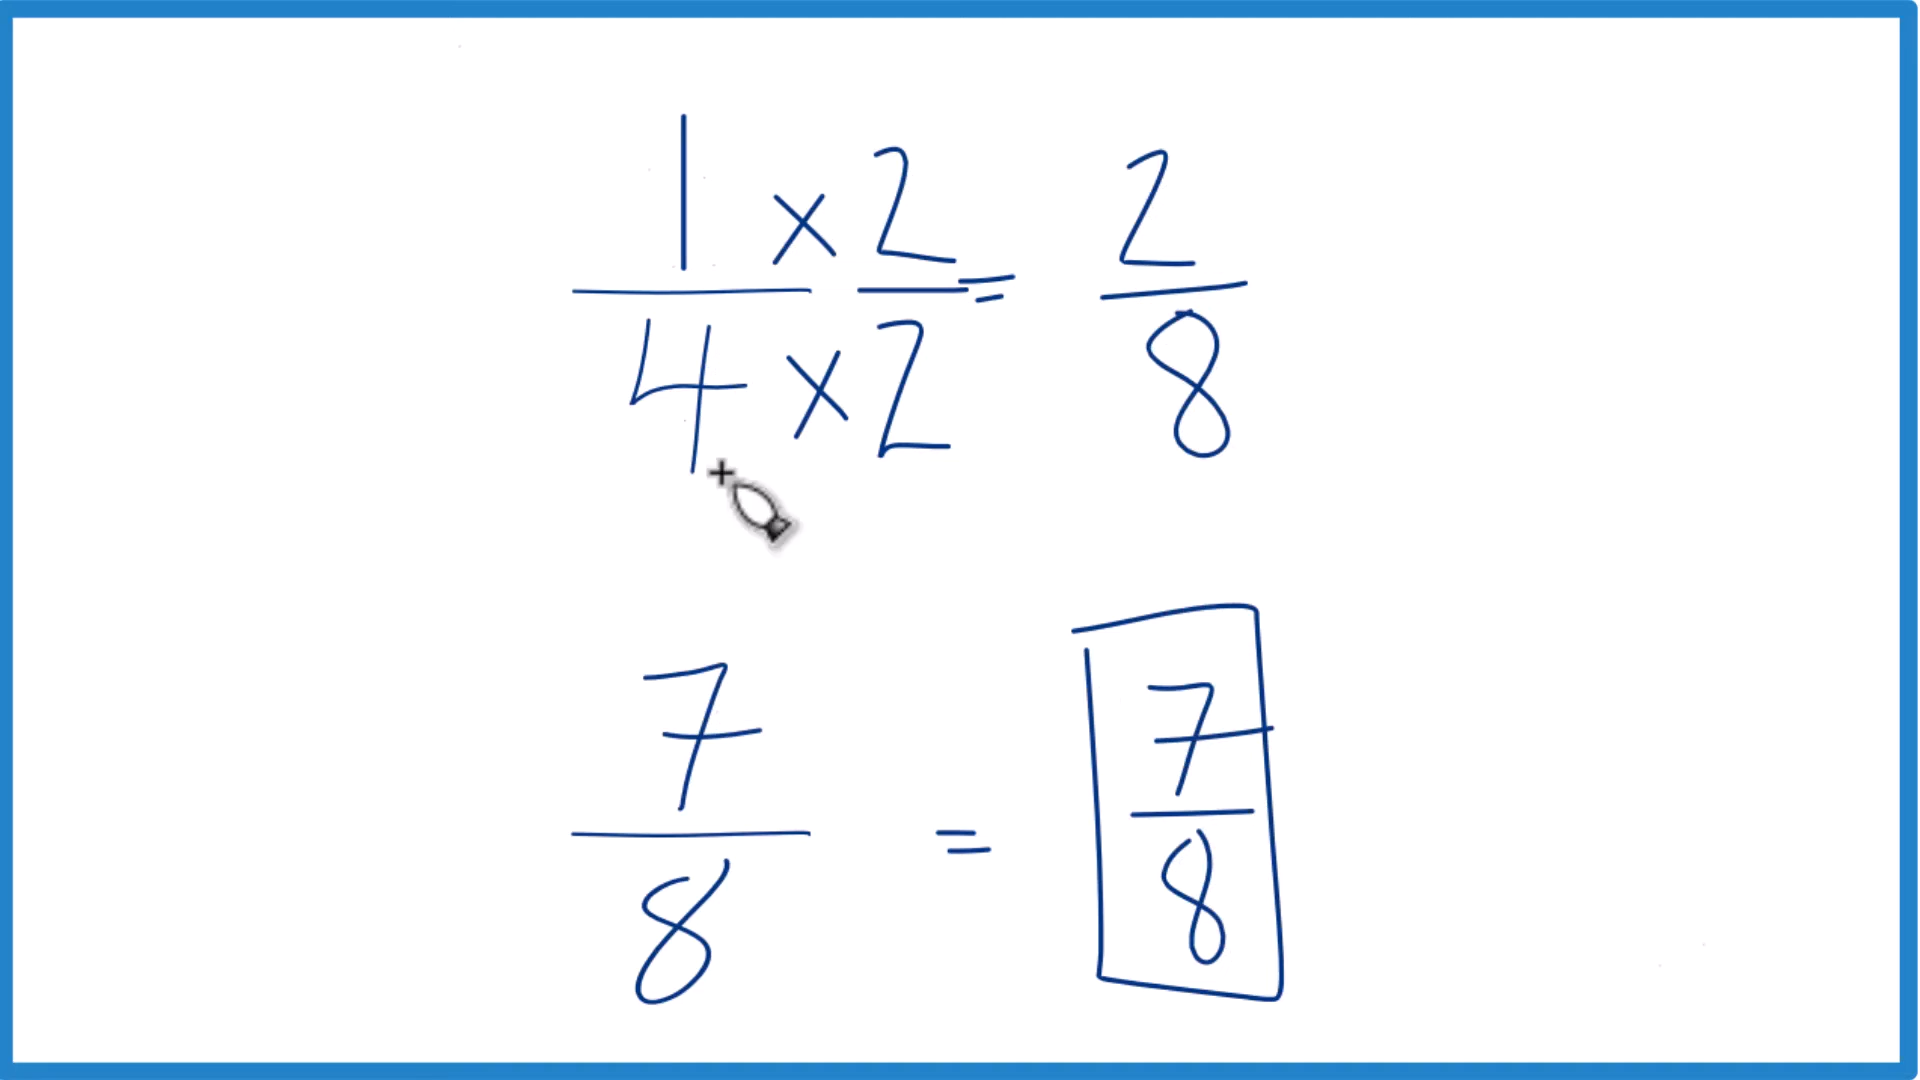 1 × 2 = 2
4 × 2 8
7 = 7
8 8